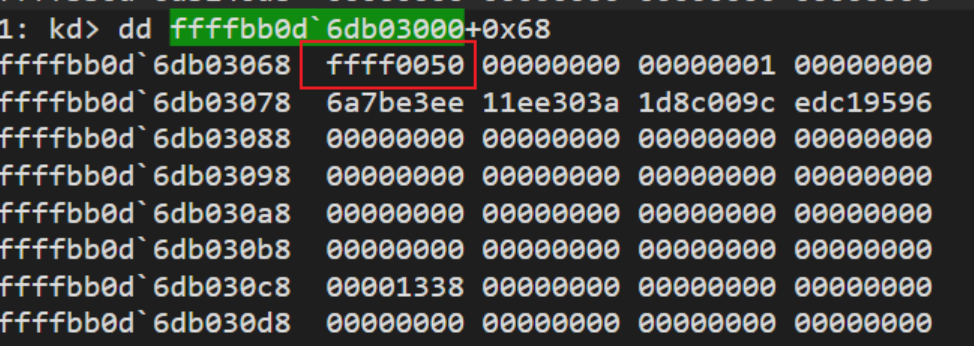 1: kd> dd ffffbb0d`6db03000+0x68
ffffbb0d`6db03068 ffff0050 00000000 00000001 00000000
ffffbb0d`6db03078 6a7be3ee 11ee303a 1d8c009c edc19596
ffffbb0d`6db03088 00000000 00000000 00000000 00000000
ffffbb0d`6db03098 00000000 00000000 00000000 00000000
ffffbb0d`6db030a8 00000000 00000000 00000000 00000000
ffffbb0d`6db030b8 00000000 00000000 00000000 00000000
ffffbb0d`6db030c8 00001338 00000000 00000000 00000000
ffffbb0d`6db030d8 00000000 00000000 00000000 00000000